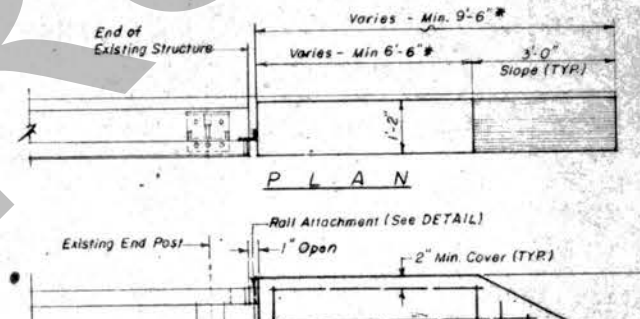 End of
Existing Structure
Varies - Min. 9'-6"*
Varies - Min 6'-6"*
3'-0"
Slope (TYP.)
1'-2"
PLAN
Rail Attachment (See DETAIL)
Existing End Post
1" Open
2" Min. Cover (TYP.)